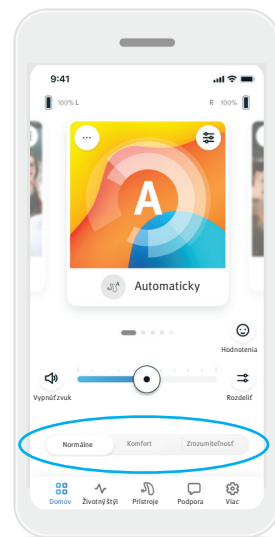 9:41
100% L
R 100%
...
A
A
Automaticky
Hodnotenia
Vypnúť zvuk
Rozdeliť
Normálne Komfort Zrozumiteľnosť
Domov Životný štýl Prístroje Podpora Viac